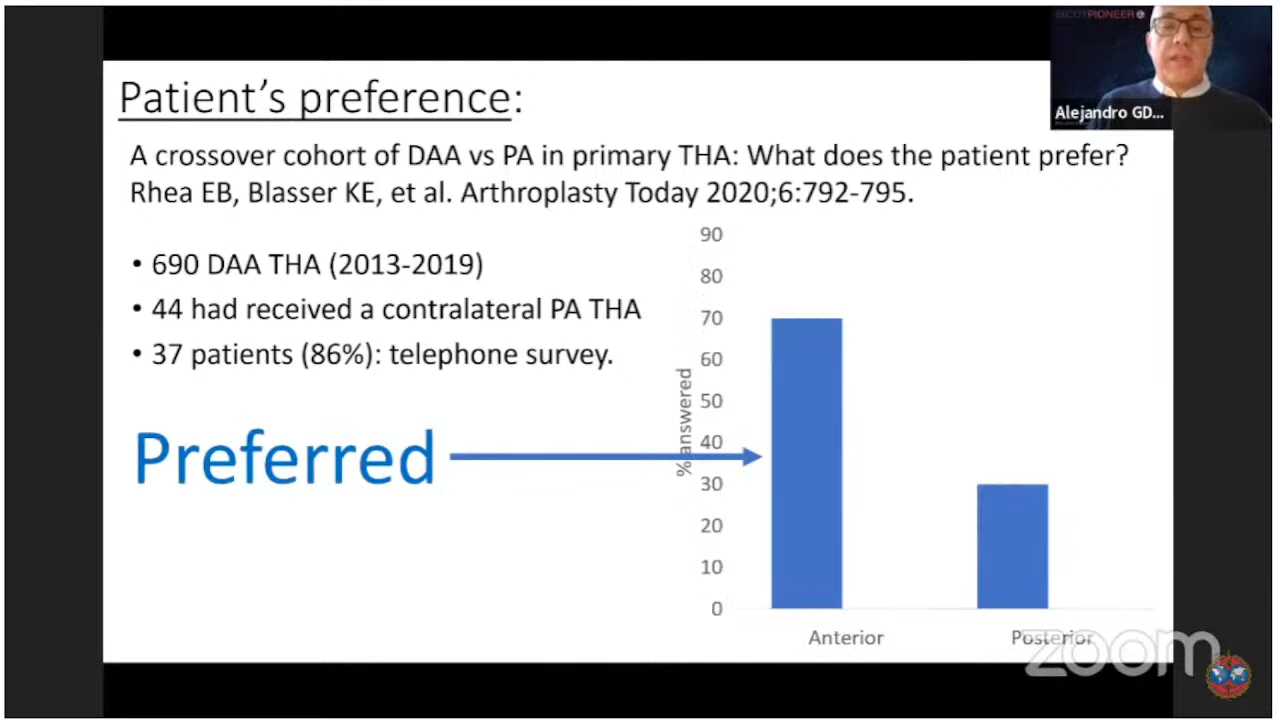 SICOT PIONEER
Alejandro GD...
Patient's preference:
A crossover cohort of DAA vs PA in primary THA: What does the patient prefer?
Rhea EB, Blasser KE, et al. Arthroplasty Today 2020;6:792-795.
• 690 DAA THA (2013-2019)
• 44 had received a contralateral PA THA
• 37 patients (86%): telephone survey.
Preferred
% answered
90
80
70
60
50
40
30
20
10
0
Anterior
Posterior
zoom